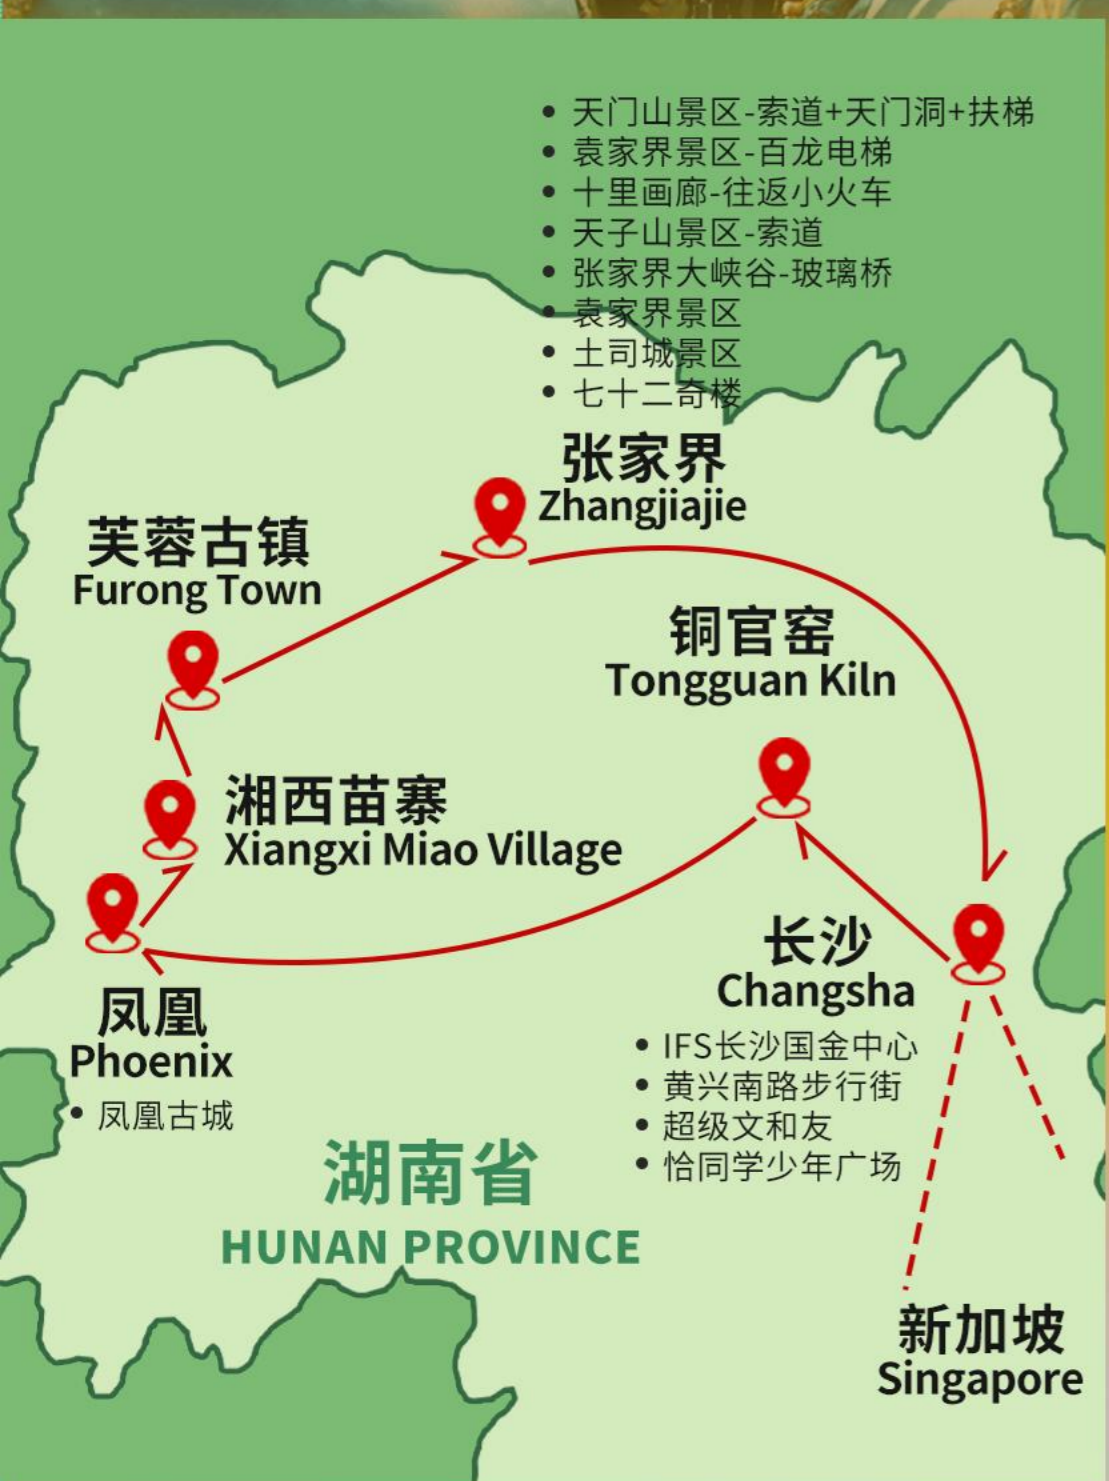 • 天门山景区-索道+天门洞+扶梯
• 袁家界景区-百龙电梯
• 十里画廊-往返小火车
• 天子山景区-索道
• 张家界大峡谷-玻璃桥
• 袁家界景区
• 土司城景区
• 七十二奇楼
张家界
Zhangjiajie
芙蓉古镇
Furong Town
铜官窑
Tongguan Kiln
湘西苗寨
Xiangxi Miao Village
长沙
Changsha
• IFS长沙国金中心
• 黄兴南路步行街
• 超级文和友
• 恰同学少年广场
凤凰
Phoenix
• 凤凰古城
湖南省
HUNAN PROVINCE
新加坡
Singapore